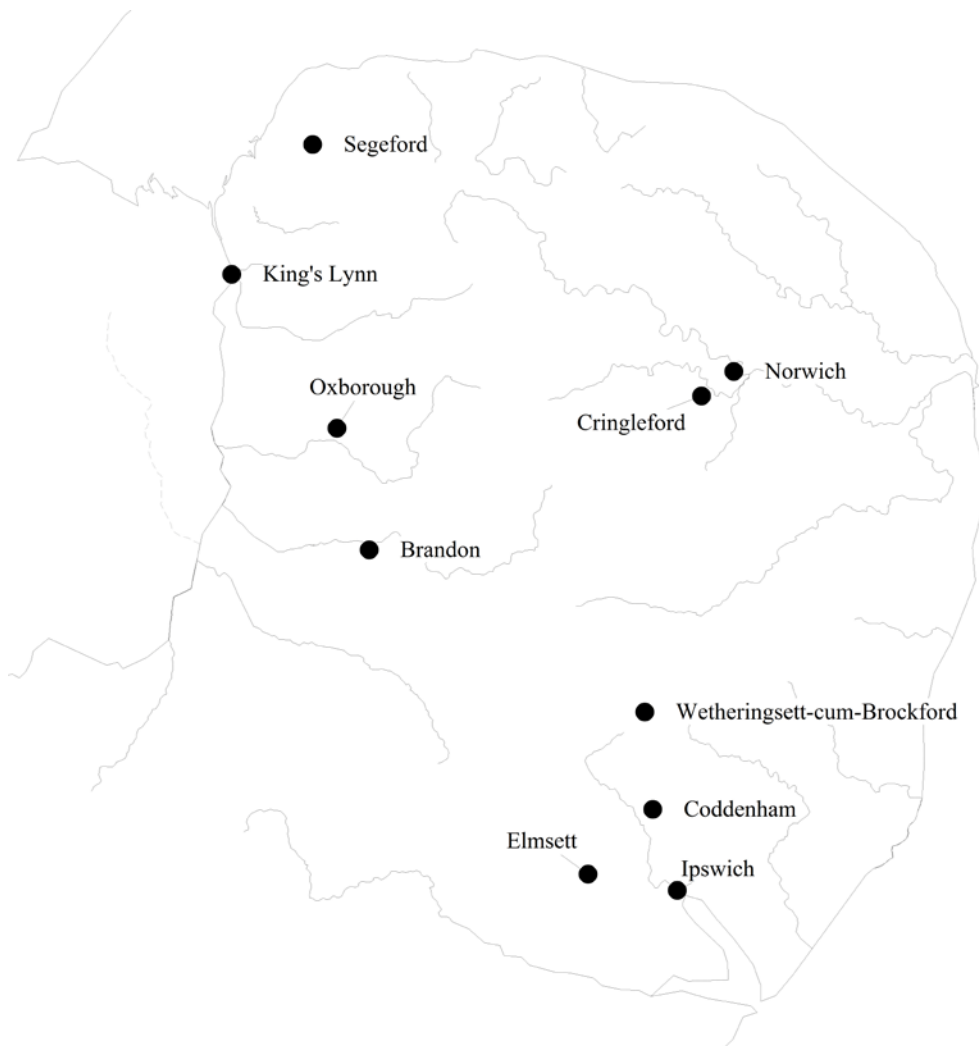 Segeford
King's Lynn
Norwich
Oxborough
Cringleford
Brandon
Wetheringsett-cum-Brockford
Coddenham
Elmsett
Ipswich